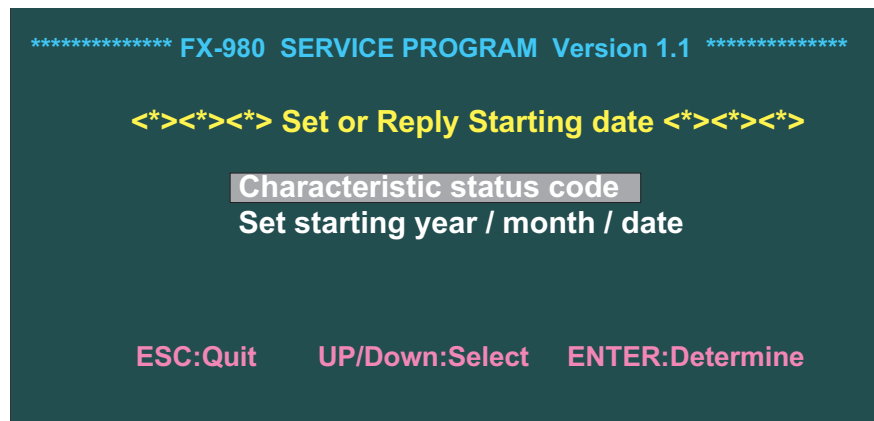 ************** FX-980 SERVICE PROGRAM Version 1.1 **************
<*><*><*> Set or Reply Starting date <*><*><*>
Characteristic status code
Set starting year / month / date
ESC:Quit UP/Down:Select ENTER:Determine